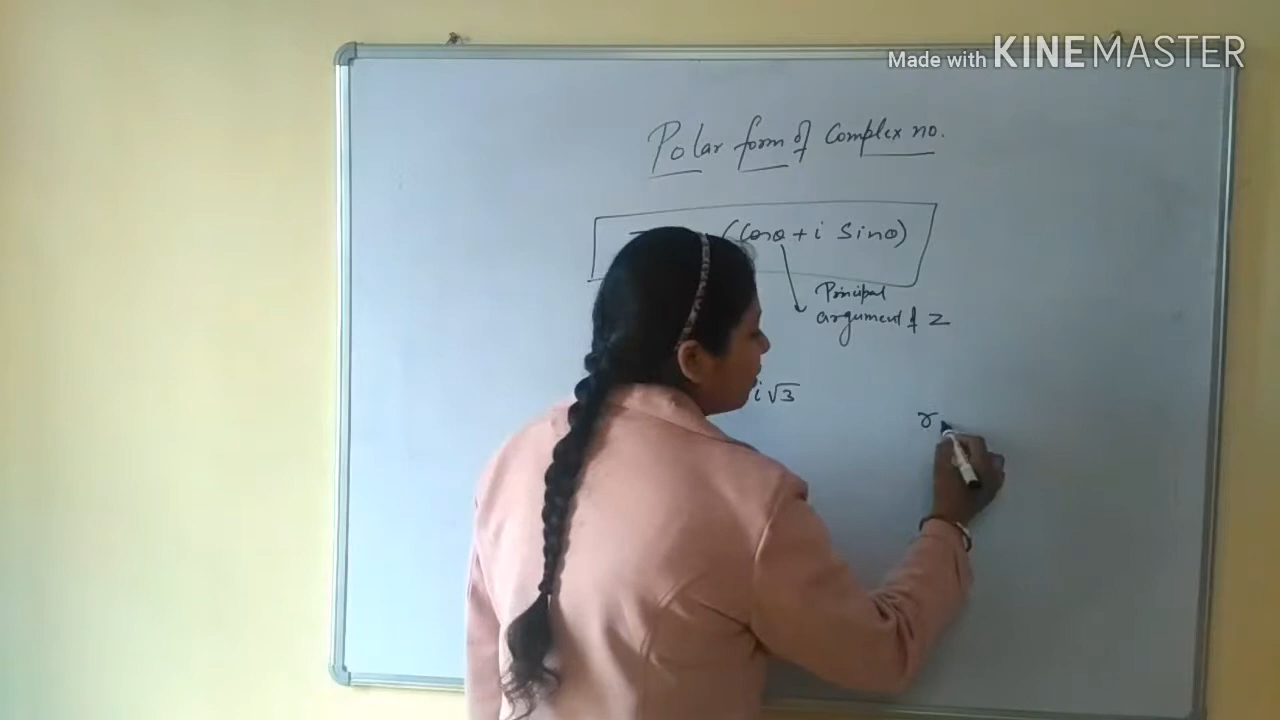 Made with KINEMASTER
Polar form of Complex no.
(Cosθ + i Sinθ)
Principal
argument of z
i√3
r